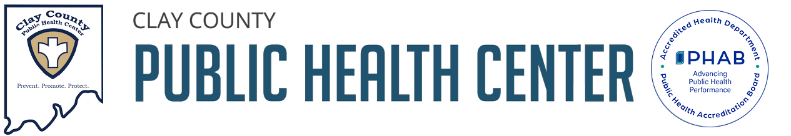 Clay County
Public Health Center
Prevent. Promote. Protect.
CLAY COUNTY
PUBLIC HEALTH CENTER
Accredited Health Department
PHAB
Advancing
Public Health
Performance
Public Health Accreditation Board